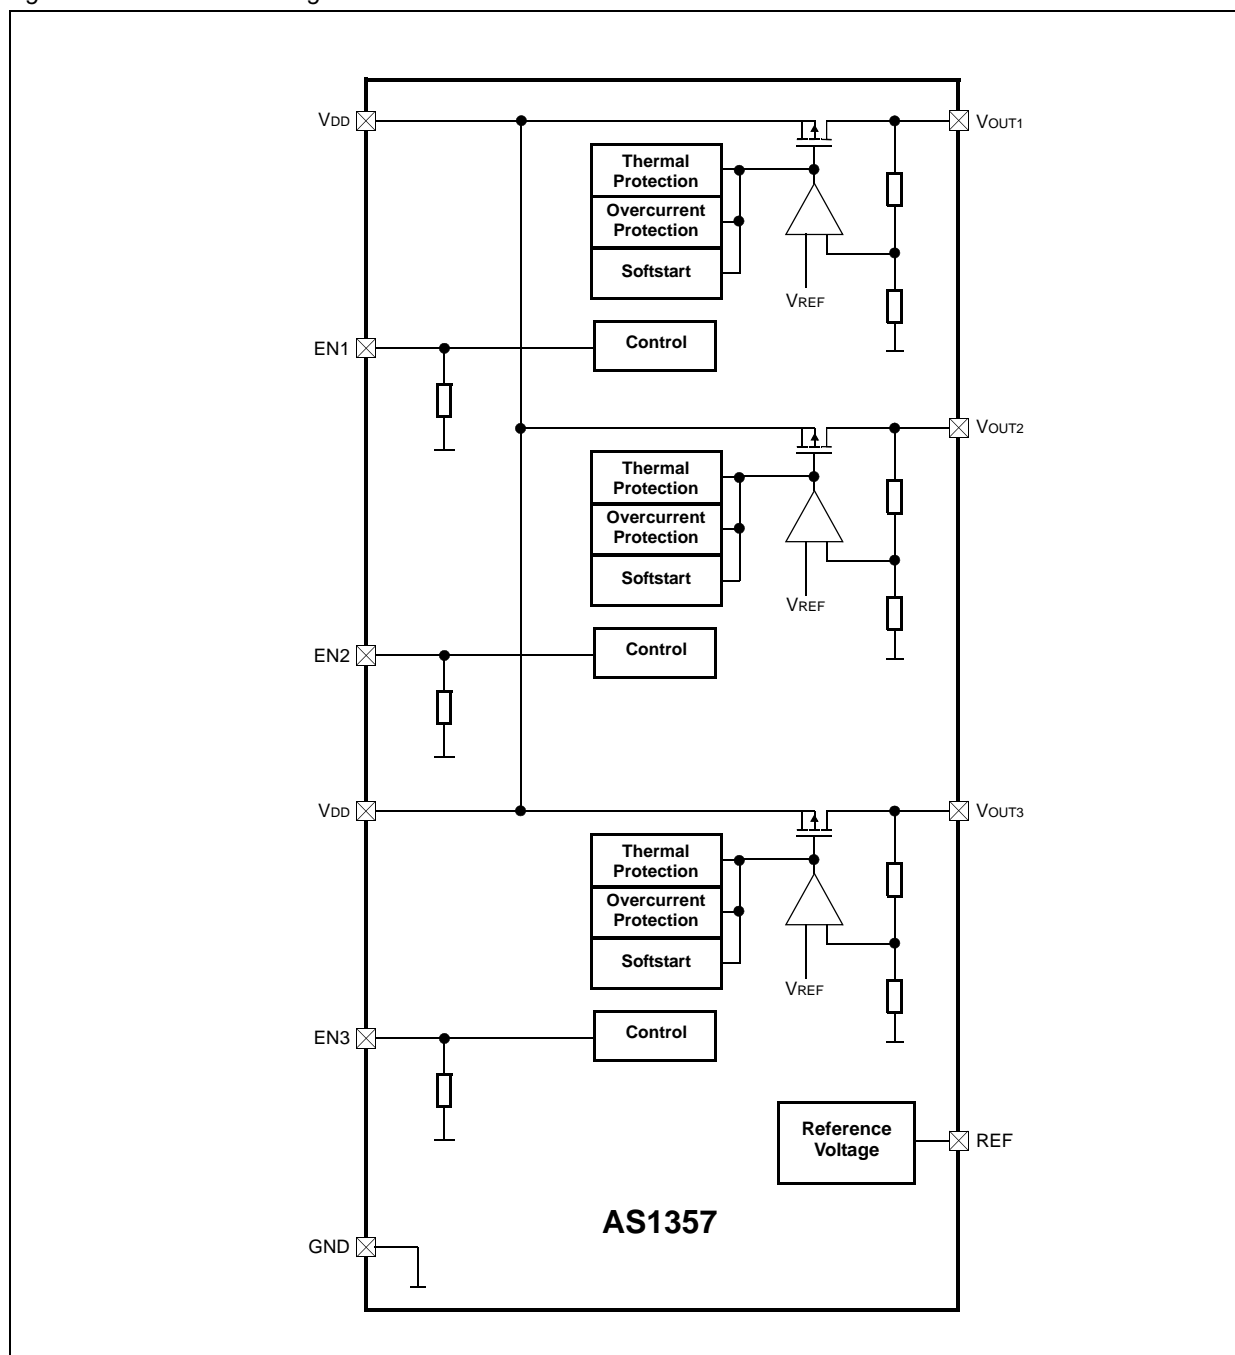 VDD
VOUT1
Thermal
Protection
Overcurrent
Protection
Softstart
VREF
EN1
Control
VOUT2
Thermal
Protection
Overcurrent
Protection
Softstart
VREF
EN2
Control
VDD
VOUT3
Thermal
Protection
Overcurrent
Protection
Softstart
VREF
EN3
Control
Reference
Voltage
REF
AS1357
GND